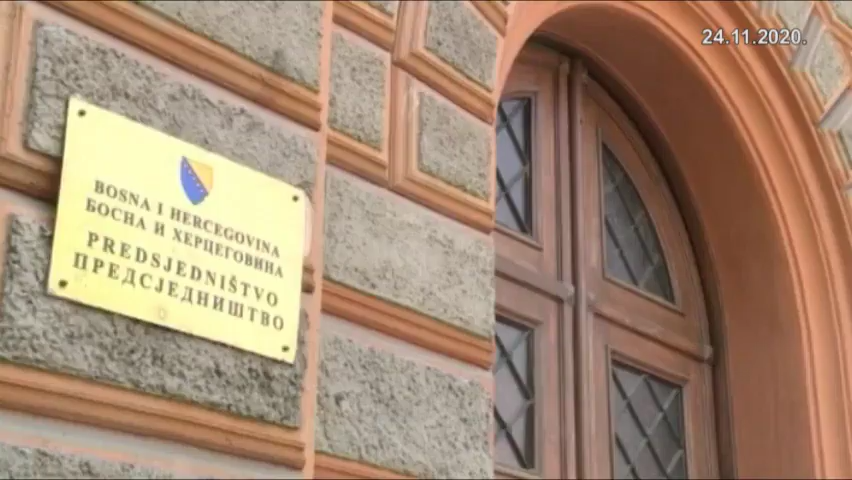 24.11.2020.
BOSNA I HERCEGOVINA
БОСНА И ХЕРЦЕГОВИНА
PREDSJEDNIŠTVO
ПРЕДСЈЕДНИШТВО